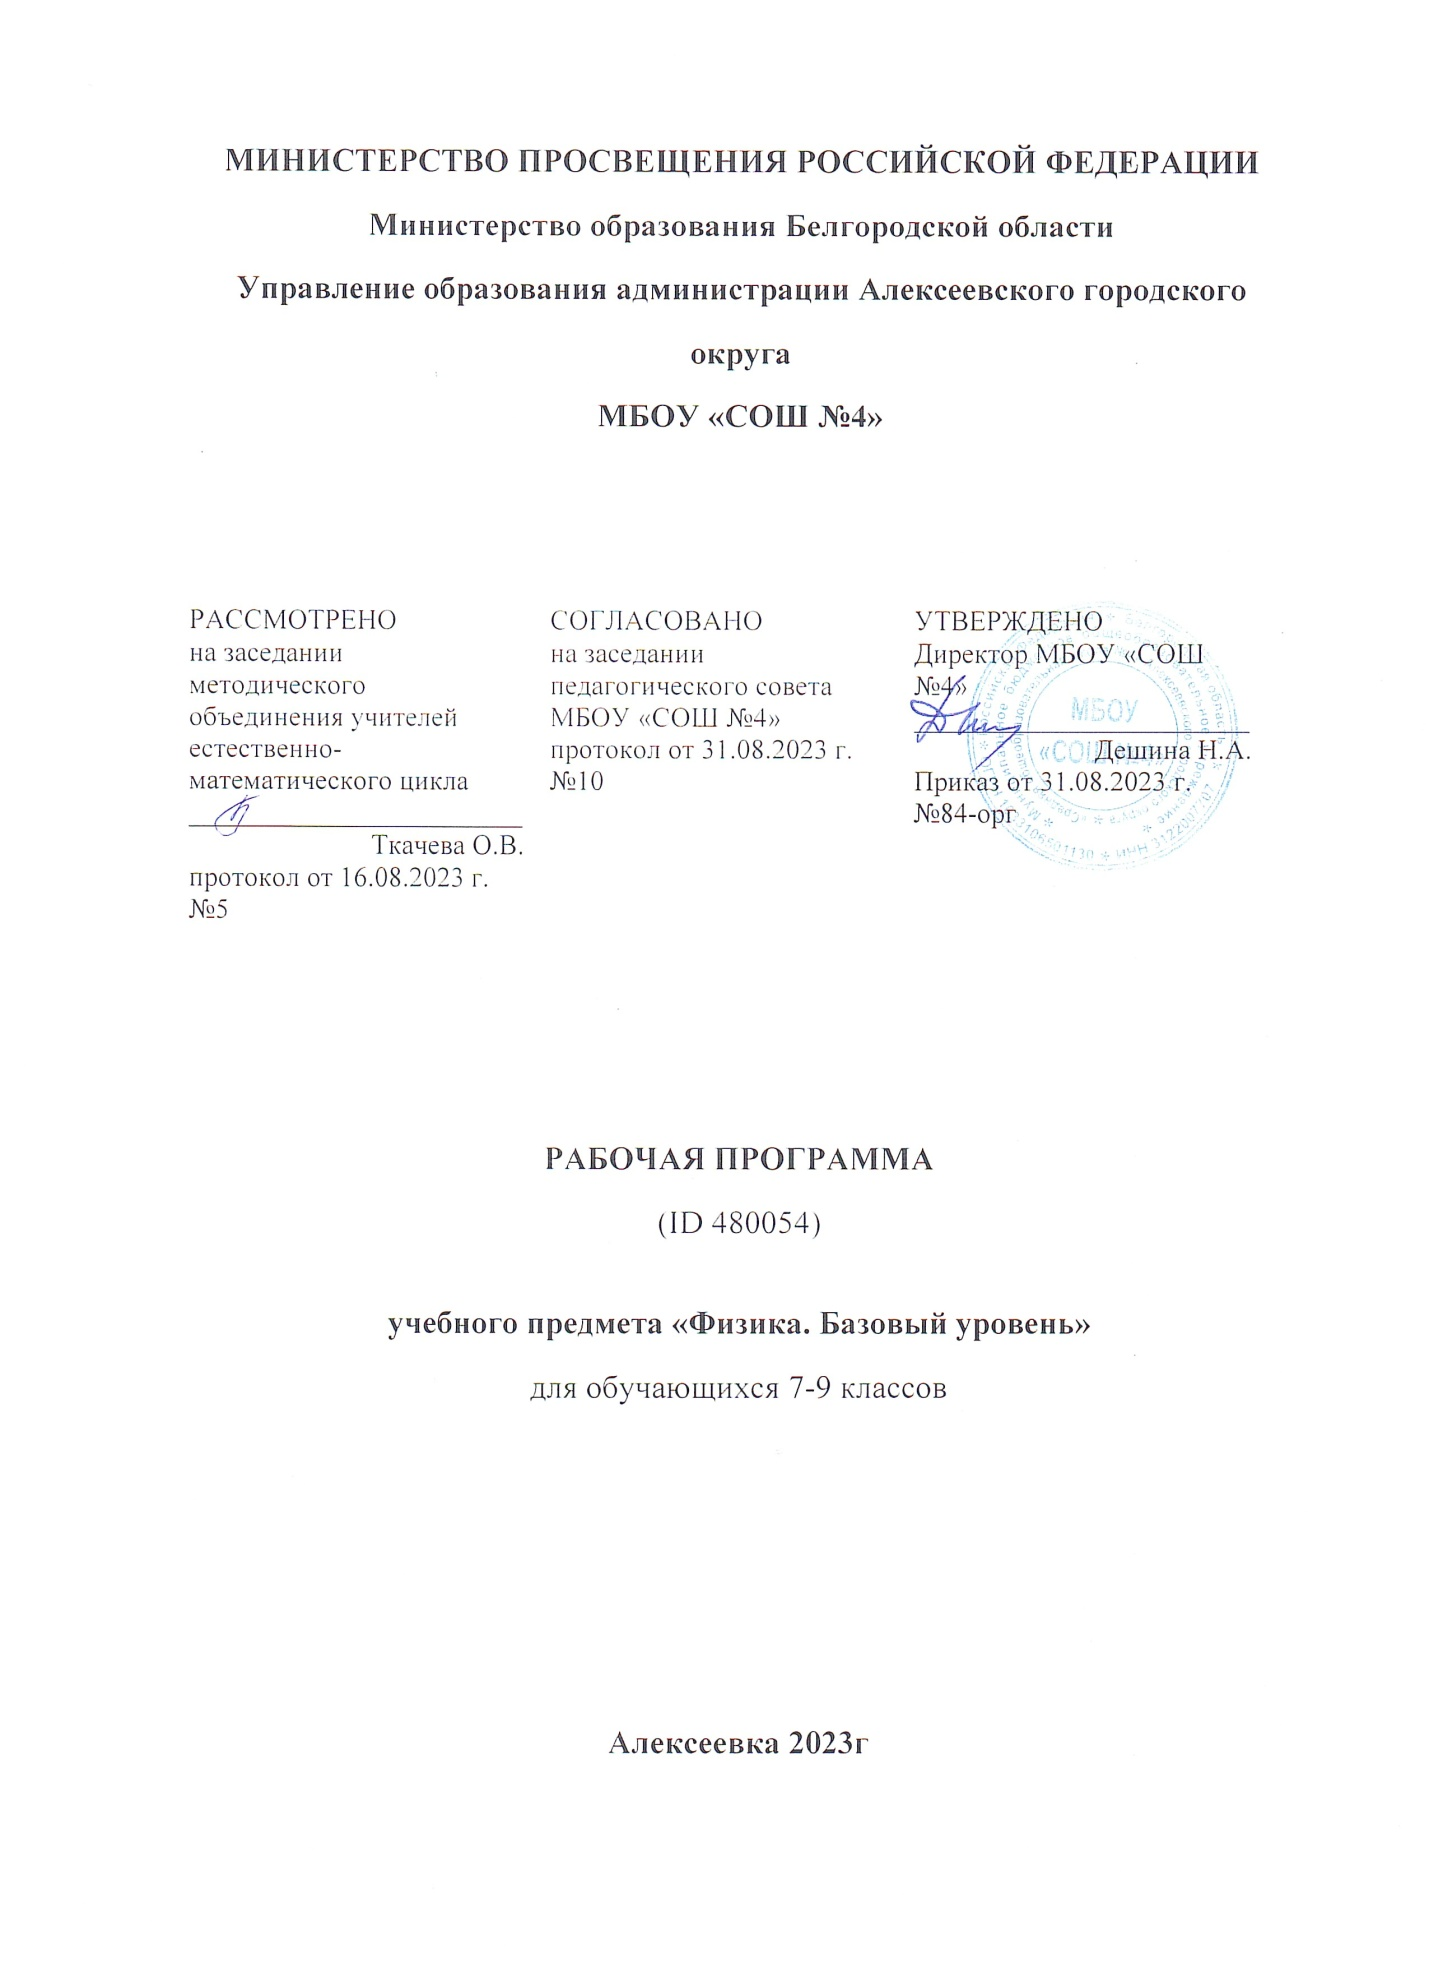 МИНИСТЕРСТВО ПРОСВЕЩЕНИЯ РОССИЙСКОЙ ФЕДЕРАЦИИ
Министерство образования Белгородской области
Управление образования администрации Алексеевского городского
округа
МБОУ «СОШ №4»
РАССМОТРЕНО
на заседании
методического
объединения учителей
естественно-
математического цикла
Ткачева О.В.
протокол от 16.08.2023 г.
№5
СОГЛАСОВАНО
на заседании
педагогического совета
МБОУ «СОШ №4»
протокол от 31.08.2023 г.
№10
УТВЕРЖДЕНО
Директор МБОУ «СОШ
№4»
Дешина Н.А.
Приказ от 31.08.2023 г.
№84-орг
МБОУ
РАБОЧАЯ ПРОГРАММА
(ID 480054)
учебного предмета «Физика. Базовый уровень»
для обучающихся 7-9 классов
Алексеевка 2023г